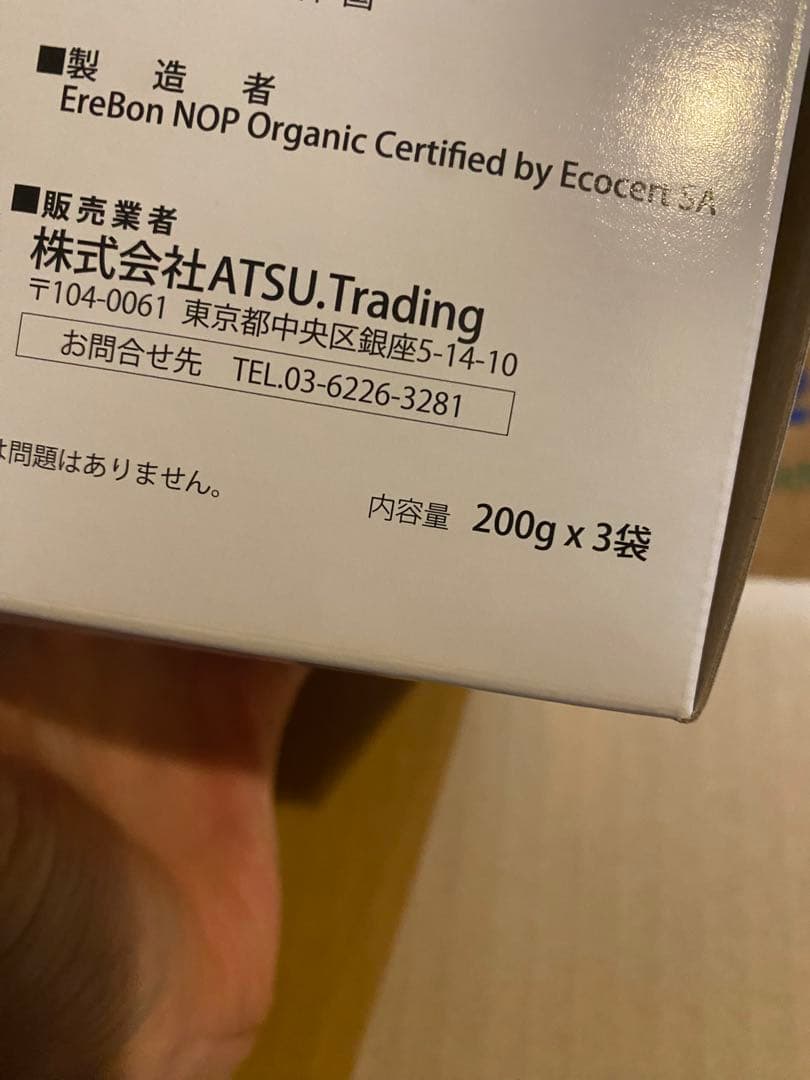 ■製造者
EreBon NOP Organic Certified by Ecocert SA
■販売業者
株式会社ATSU.Trading
〒104-0061 東京都中央区銀座5-14-10
お問合せ先 TEL.03-6226-3281
問題はありません。
内容量 200g x 3袋